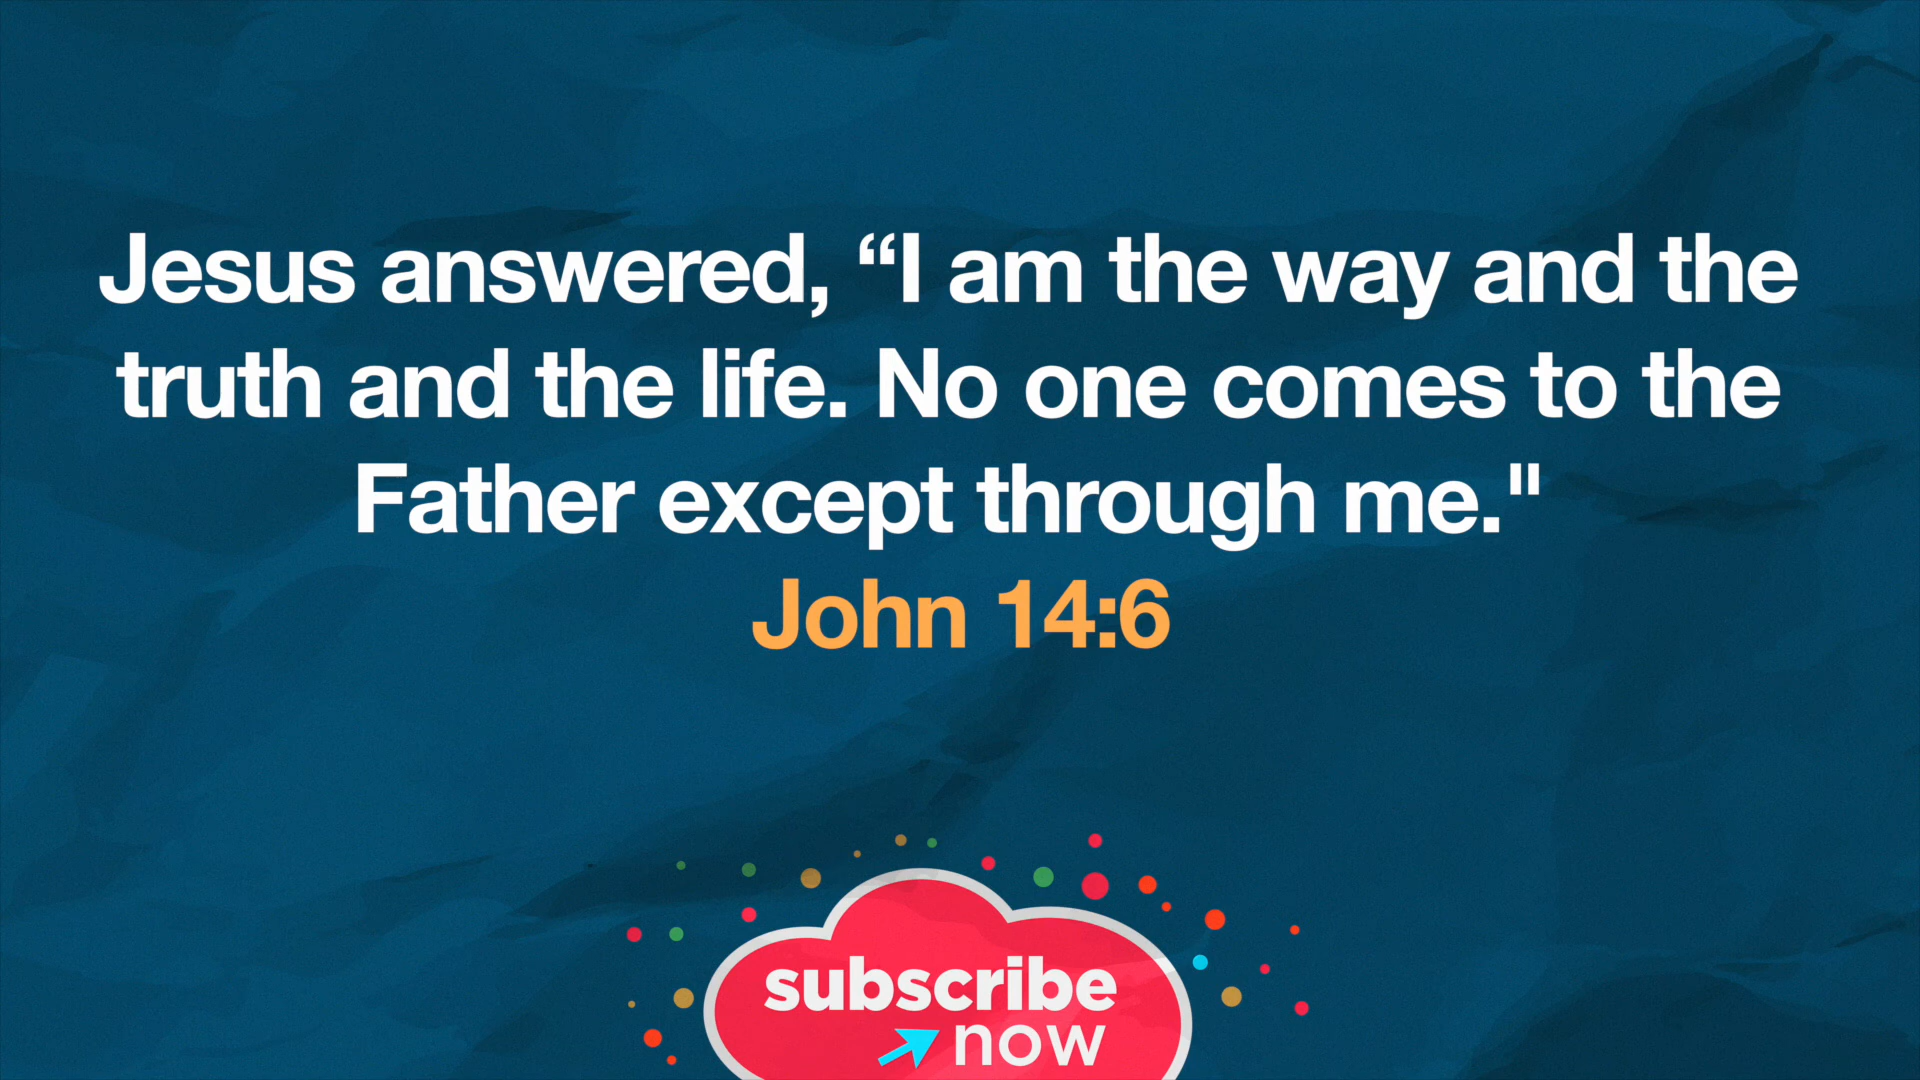 Jesus answered, “I am the way and the
truth and the life. No one comes to the
Father except through me."
John 14:6
subscribe
now